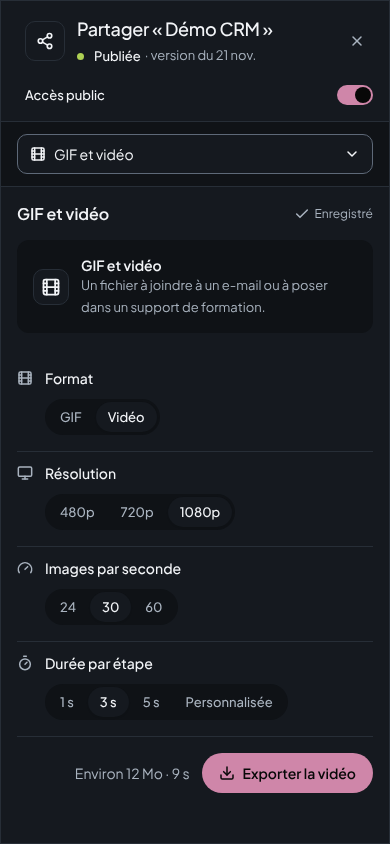 Partager « Démo CRM »
Publiée · version du 21 nov.
Accès public
GIF et vidéo
GIF et vidéo
Enregistré
GIF et vidéo
Un fichier à joindre à un e-mail ou à poser
dans un support de formation.
Format
GIF Vidéo
Résolution
480p 720p 1080p
Images par seconde
24 30 60
Durée par étape
1 s 3 s 5 s Personnalisée
Environ 12 Mo · 9 s
Exporter la vidéo